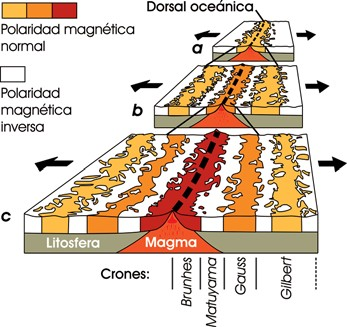 Dorsal oceánica
Polaridad magnética
normal
Polaridad
magnética
inversa
a
b
c
Litosfera
Magma
Crones:
Brunhes
Matuyama
Gauss
Gilbert